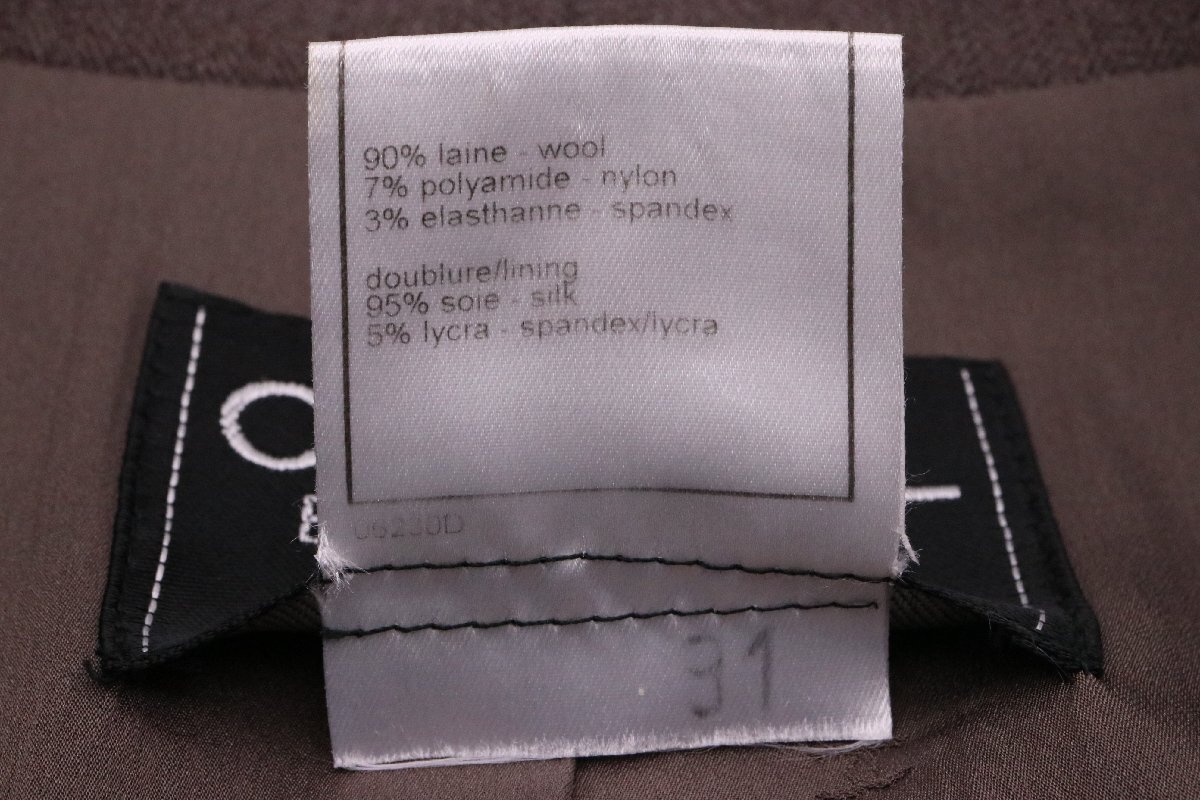 90% laine - wool
7% polyamide - nylon
3% elasthanne - spandex
doublure/lining
95% soie - silk
5% lycra - spandex/lycra
06230D
31